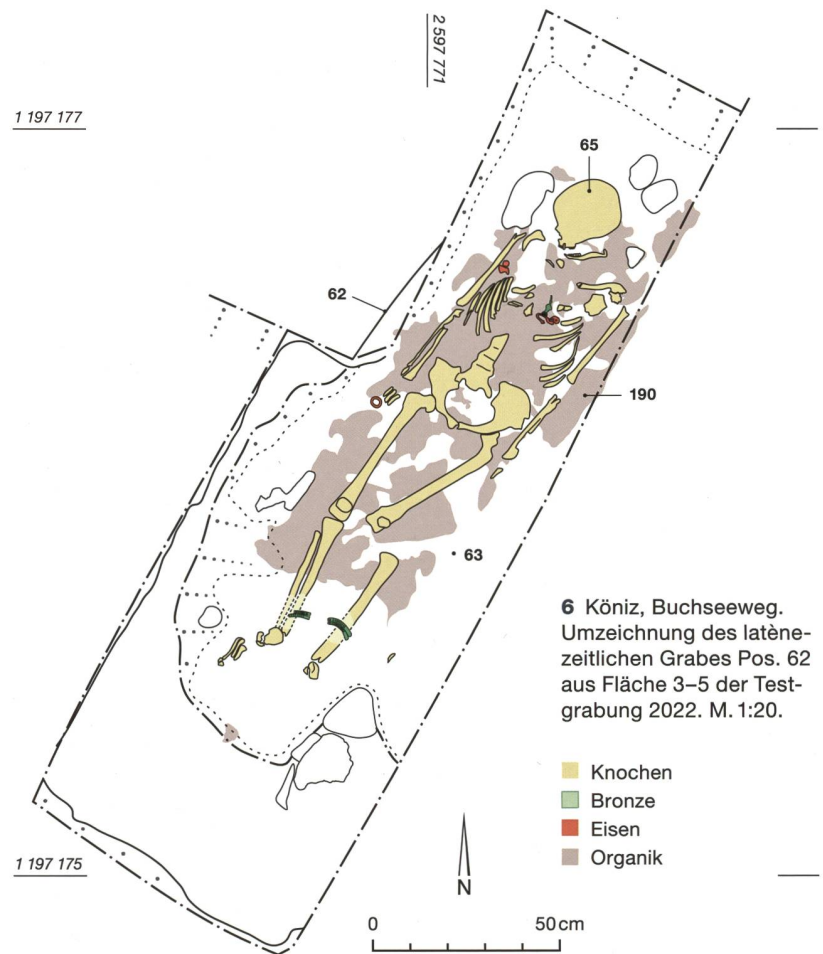 2 597 771
1 197 177
65
62
190
63
6 Köniz, Buchseeweg.
Umzeichnung des latène-
zeitlichen Grabes Pos. 62
aus Fläche 3–5 der Test-
grabung 2022. M. 1:20.
Knochen
Bronze
Eisen
Organik
1 197 175
N
0 50 cm